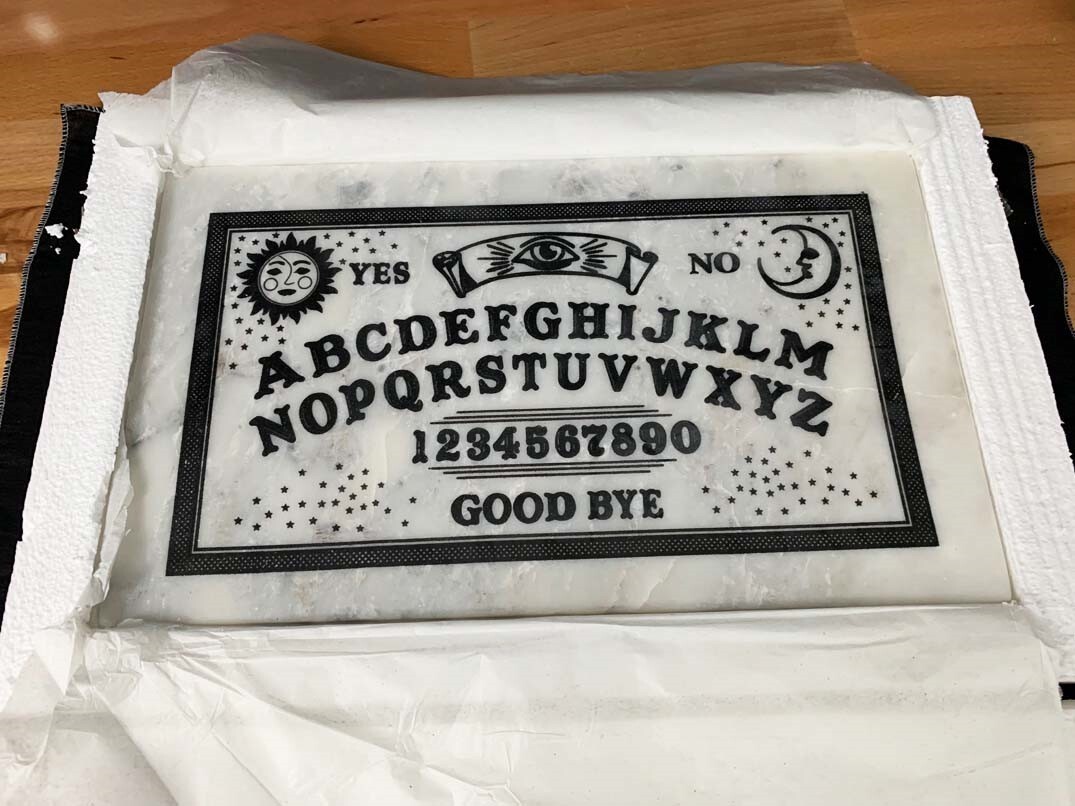 YES
NO
ABCDEFGHIJKLM
NOPQRSTUVWXYZ
1234567890
GOOD BYE